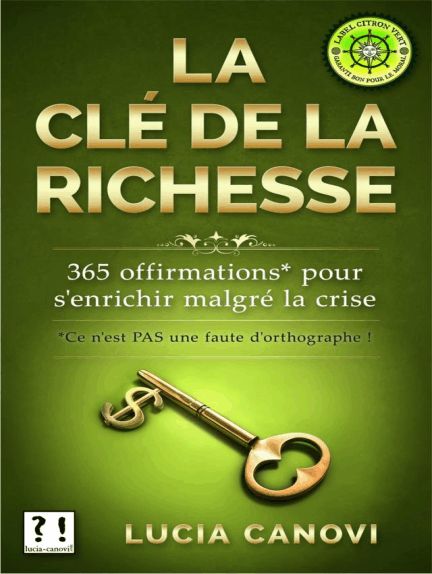 LABEL CITRON VERT
GARANTI BON POUR LE MORAL
LA
CLÉ DE LA
RICHESSE
365 offirmations* pour
s'enrichir malgré la crise
*Ce n'est PAS une faute d'orthographe !
$
? !
lucia-canovi!
LUCIA CANOVI